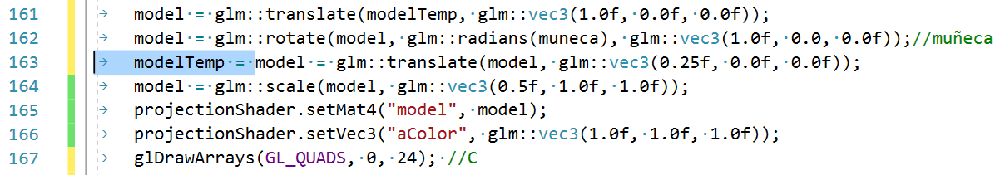 161 model = glm::translate(modelTemp, glm::vec3(1.0f, 0.0f, 0.0f));
162 model = glm::rotate(model, glm::radians(muneca), glm::vec3(1.0f, 0.0, 0.0f));//muñeca
163 modelTemp = model = glm::translate(model, glm::vec3(0.25f, 0.0f, 0.0f));
164 model = glm::scale(model, glm::vec3(0.5f, 1.0f, 1.0f));
165 projectionShader.setMat4("model", model);
166 projectionShader.setVec3("aColor", glm::vec3(1.0f, 1.0f, 1.0f));
167 glDrawArrays(GL_QUADS, 0, 24); //C